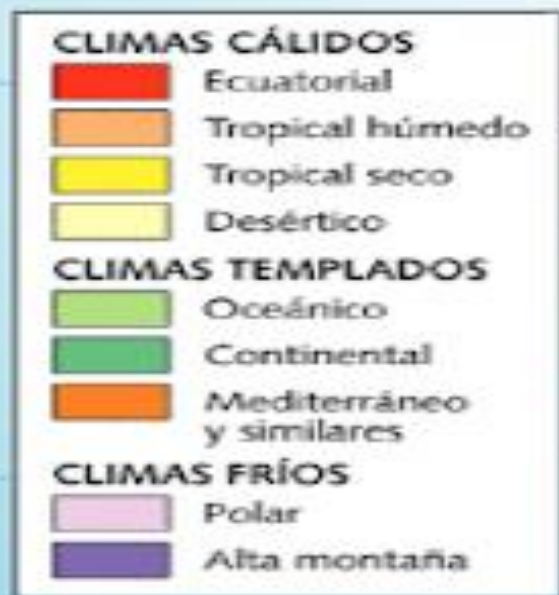 CLIMAS CÁLIDOS
Ecuatorial
Tropical húmedo
Tropical seco
Desértico
CLIMAS TEMPLADOS
Oceánico
Continental
Mediterráneo
y similares
CLIMAS FRÍOS
Polar
Alta montaña